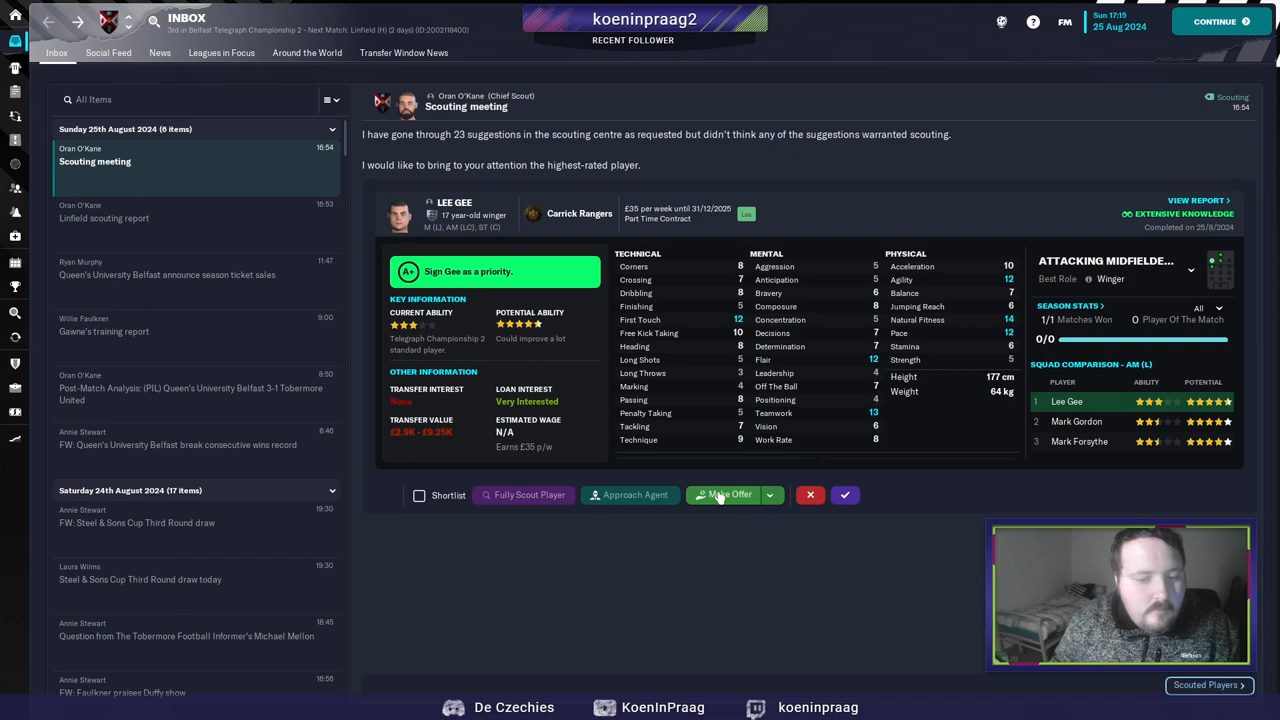 INBOX
3rd in Belfast Telegraph Championship 2 - Next Match: Linfield (H) (2 days) (ID:2002118400)
koeninpraag2
RECENT FOLLOWER
FM
Sun 17:15
25 Aug 2024
CONTINUE
Inbox
Social Feed
News
Leagues in Focus
Around the World
Transfer Window News
All Items
Sunday 25th August 2024 (6 items)
Oran O'Kane 16:54
Scouting meeting
Oran O'Kane 16:53
Linfield scouting report
Ryan Murphy 11:47
Queen's University Belfast announce season ticket sales
Willie Faulkner 9:00
Gawne's training report
Oran O'Kane 8:50
Post-Match Analysis: (PIL) Queen's University Belfast 3-1 Tobermore
United
Annie Stewart 8:46
FW: Queen's University Belfast break consecutive wins record
Saturday 24th August 2024 (17 items)
Annie Stewart 19:30
FW: Steel & Sons Cup Third Round draw
Laura Wilms 19:30
Steel & Sons Cup Third Round draw today
Annie Stewart 18:45
Question from The Tobermore Football Informer's Michael Mellon
Annie Stewart 16:56
FW: Faulkner praises Duffy show
Oran O'Kane (Chief Scout)
Scouting meeting
Scouting
16:54
I have gone through 23 suggestions in the scouting centre as requested but didn't think any of the suggestions warranted scouting.
I would like to bring to your attention the highest-rated player.
LEE GEE
17 year-old winger
M (L), AM (LC), ST (C)
Carrick Rangers
£35 per week until 31/12/2025
Part Time Contract
Loa
VIEW REPORT >
EXTENSIVE KNOWLEDGE
Completed on 25/8/2024
A+ Sign Gee as a priority.
KEY INFORMATION
CURRENT ABILITY
Telegraph Championship 2
standard player.
POTENTIAL ABILITY
Could improve a lot
OTHER INFORMATION
TRANSFER INTEREST
None
LOAN INTEREST
Very Interested
TRANSFER VALUE
£2.9K - £9.25K
ESTIMATED WAGE
N/A
Earns £35 p/w
TECHNICAL
Corners 8
Crossing 7
Dribbling 8
Finishing 5
First Touch 12
Free Kick Taking 10
Heading 8
Long Shots 5
Long Throws 3
Marking 4
Passing 8
Penalty Taking 5
Tackling 7
Technique 9
MENTAL
Aggression 5
Anticipation 5
Bravery 6
Composure 8
Concentration 5
Decisions 7
Determination 7
Flair 12
Leadership 4
Off The Ball 7
Positioning 4
Teamwork 13
Vision 6
Work Rate 8
PHYSICAL
Acceleration 10
Agility 12
Balance 7
Jumping Reach 6
Natural Fitness 14
Pace 12
Stamina 6
Strength 5
Height 177 cm
Weight 64 kg
ATTACKING MIDFIELDE...
Best Role Winger
SEASON STATS > All
1/1 Matches Won 0 Player Of The Match
0/0
SQUAD COMPARISON - AM (L)
PLAYER ABILITY POTENTIAL
1 Lee Gee
2 Mark Gordon
3 Mark Forsythe
Shortlist
Fully Scout Player
Approach Agent
Make Offer
Scouted Players >
De Czechies
KoenInPraag
koeninpraag